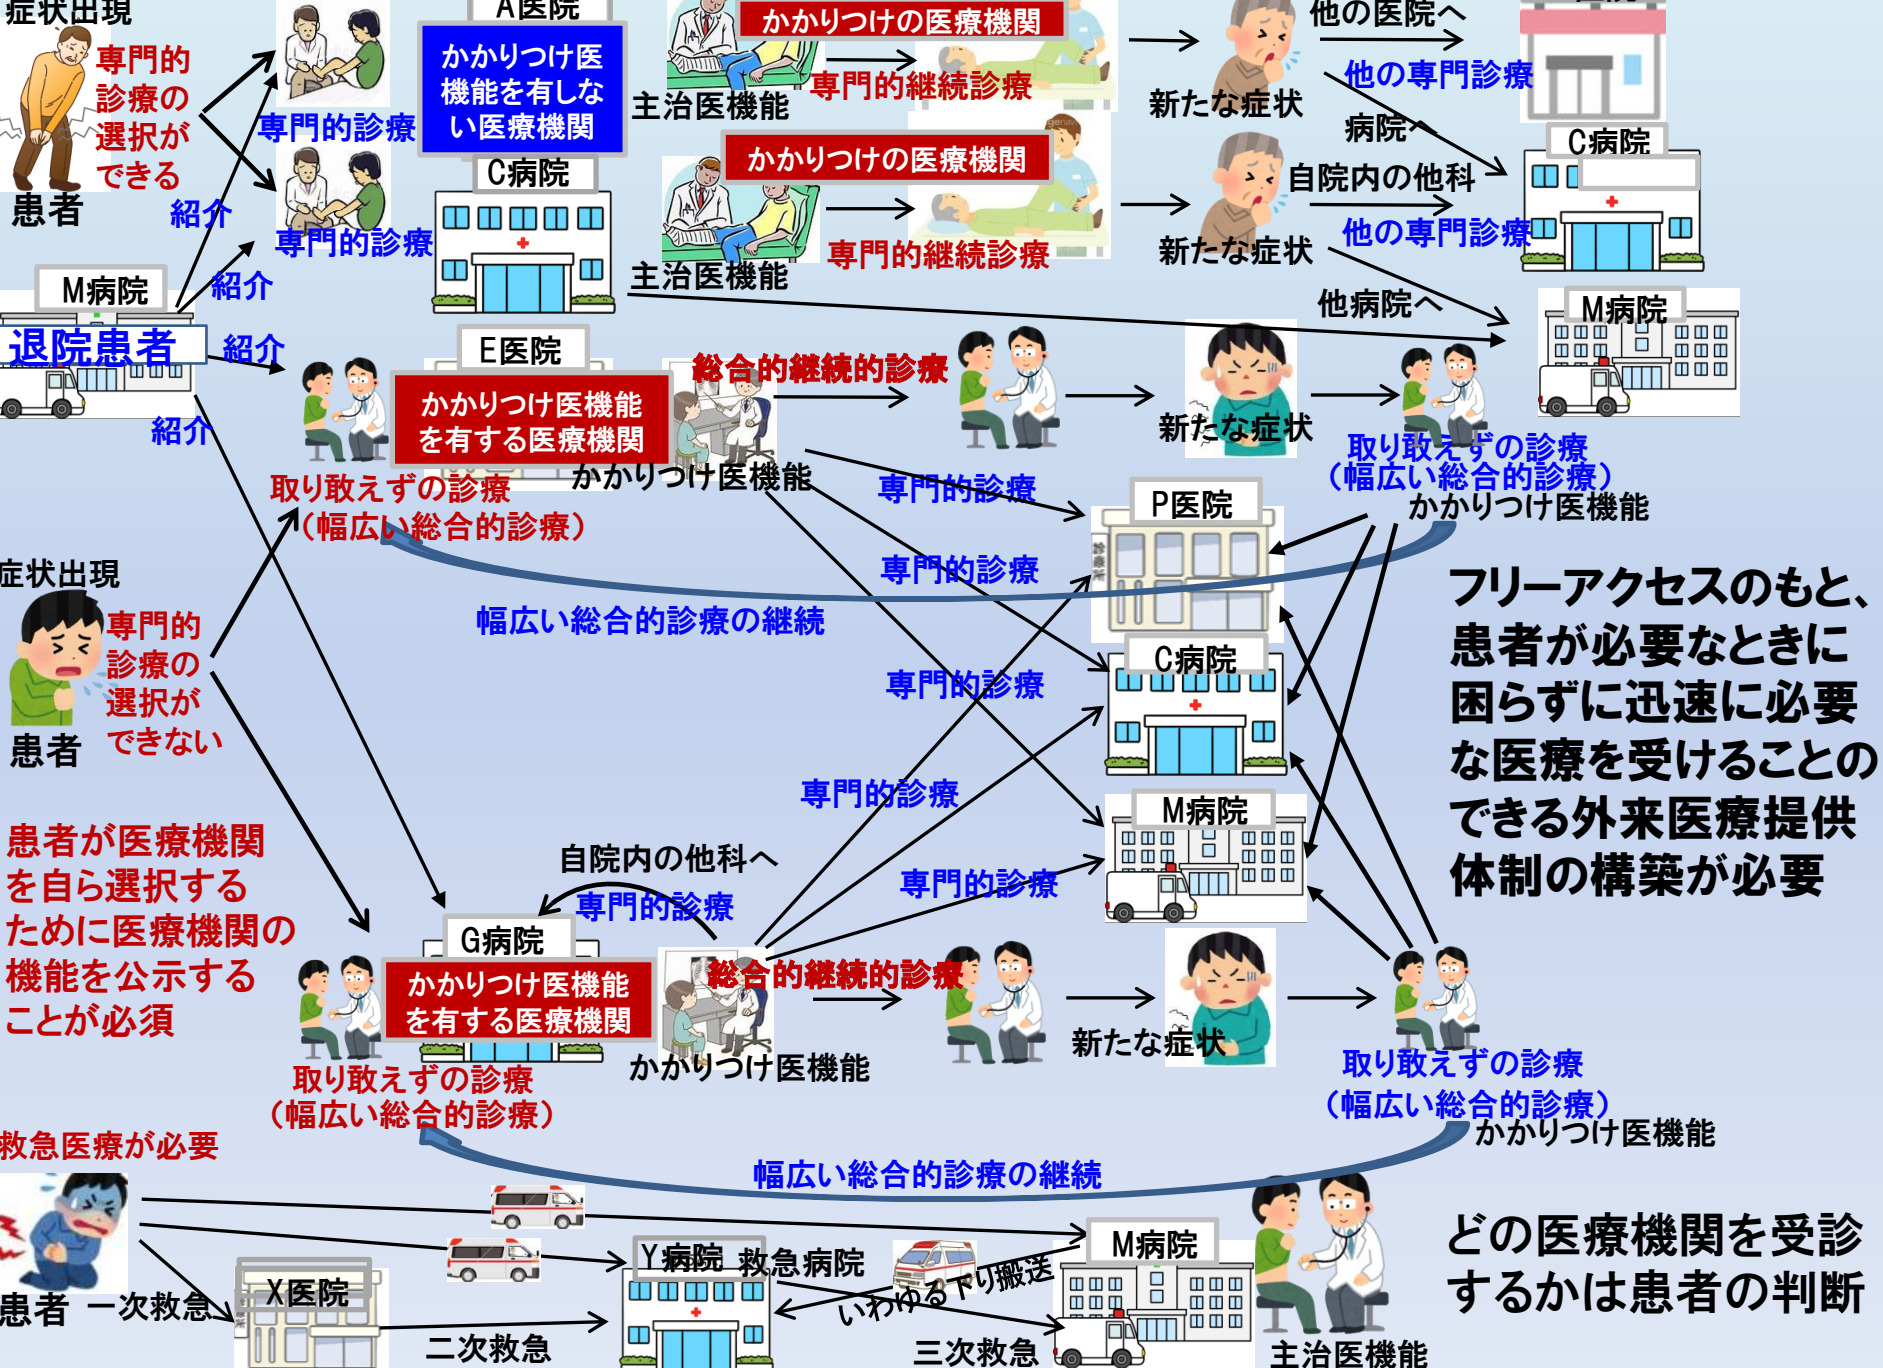 症状出現
専門的
診療の
選択が
できる
患者
専門的診療
専門的診療
紹介
紹介
紹介
紹介
M病院
退院患者
A医院
かかりつけ医
機能を有しな
い医療機関
C病院
かかりつけの医療機関
主治医機能
専門的継続診療
かかりつけの医療機関
主治医機能
専門的継続診療
新たな症状
他の医院へ
他の専門診療
病院へ
C病院
新たな症状
自院内の他科
他の専門診療
他病院へ
M病院
E医院
かかりつけ医機能
を有する医療機関
取り敢えずの診療
（幅広い総合的診療）
総合的継続的診療
かかりつけ医機能
新たな症状
取り敢えずの診療
（幅広い総合的診療）
かかりつけ医機能
専門的診療
専門的診療
専門的診療
専門的診療
専門的診療
P医院
診療所
C病院
M病院
幅広い総合的診療の継続
症状出現
専門的
診療の
選択が
できない
患者
フリーアクセスのもと、
患者が必要なときに
困らずに迅速に必要
な医療を受けることの
できる外来医療提供
体制の構築が必要
患者が医療機関
を自ら選択する
ために医療機関の
機能を公示する
ことが必須
自院内の他科へ
専門的診療
G病院
かかりつけ医機能
を有する医療機関
取り敢えずの診療
（幅広い総合的診療）
総合的継続的診療
かかりつけ医機能
新たな症状
取り敢えずの診療
（幅広い総合的診療）
かかりつけ医機能
幅広い総合的診療の継続
救急医療が必要
患者
一次救急
X医院
二次救急
Y病院
救急病院
いわゆる下り搬送
三次救急
M病院
主治医機能
どの医療機関を受診
するかは患者の判断